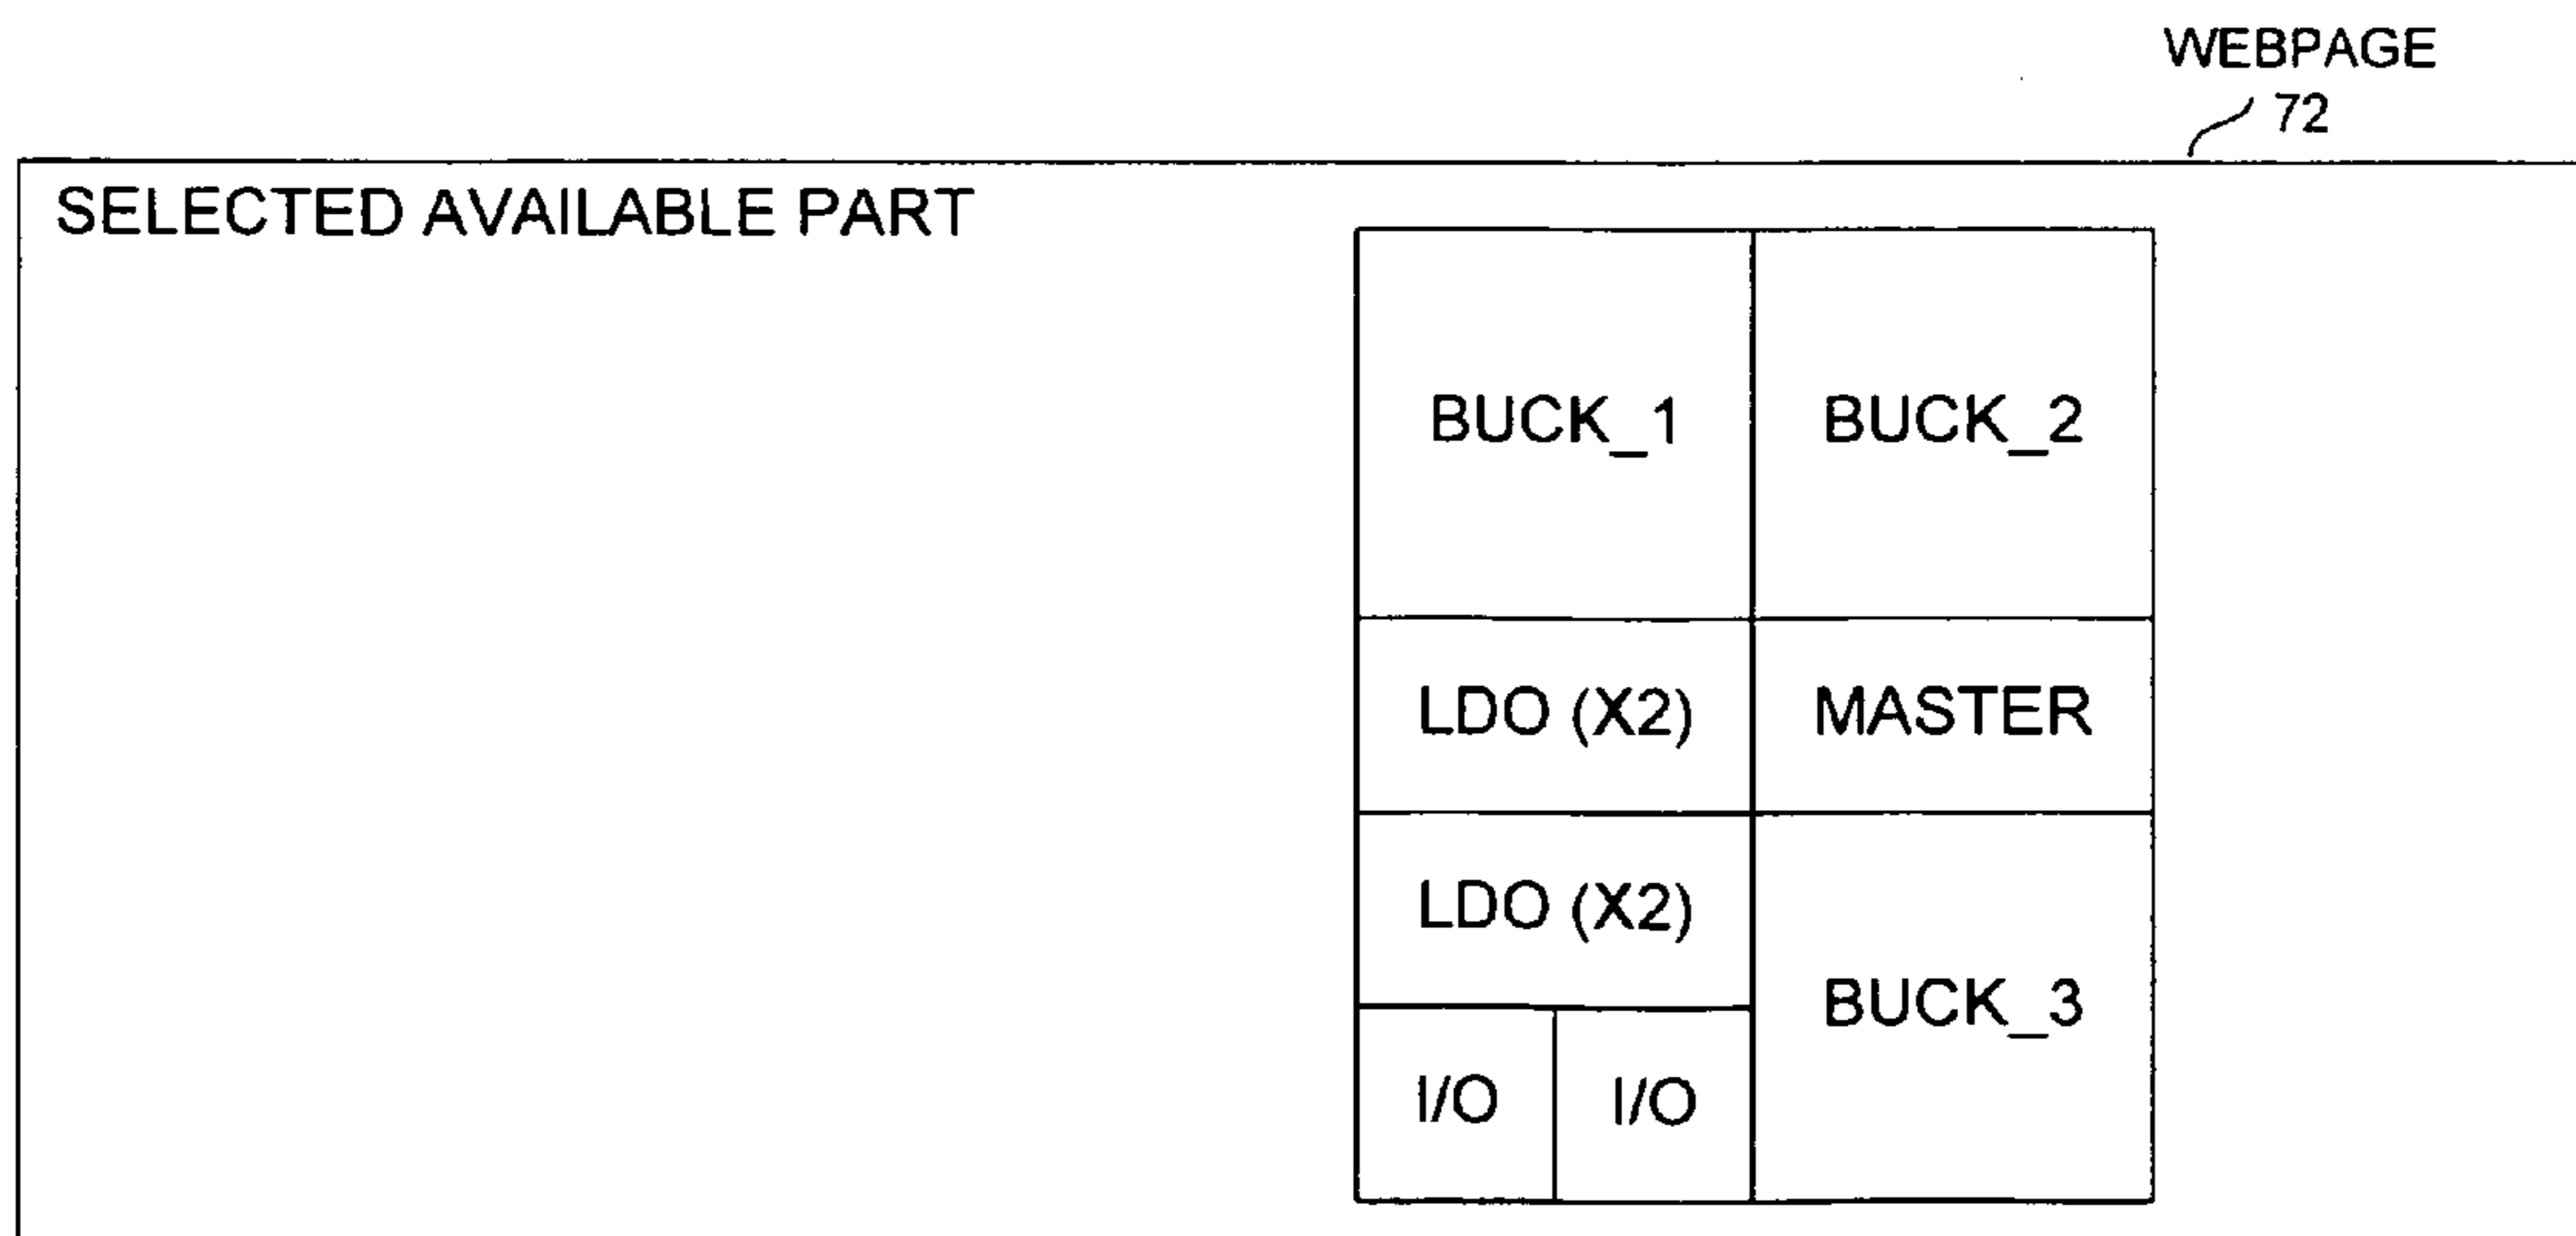 WEBPAGE
72
SELECTED AVAILABLE PART
BUCK_1 BUCK_2
LDO (X2) MASTER
LDO (X2)
BUCK_3
I/O I/O